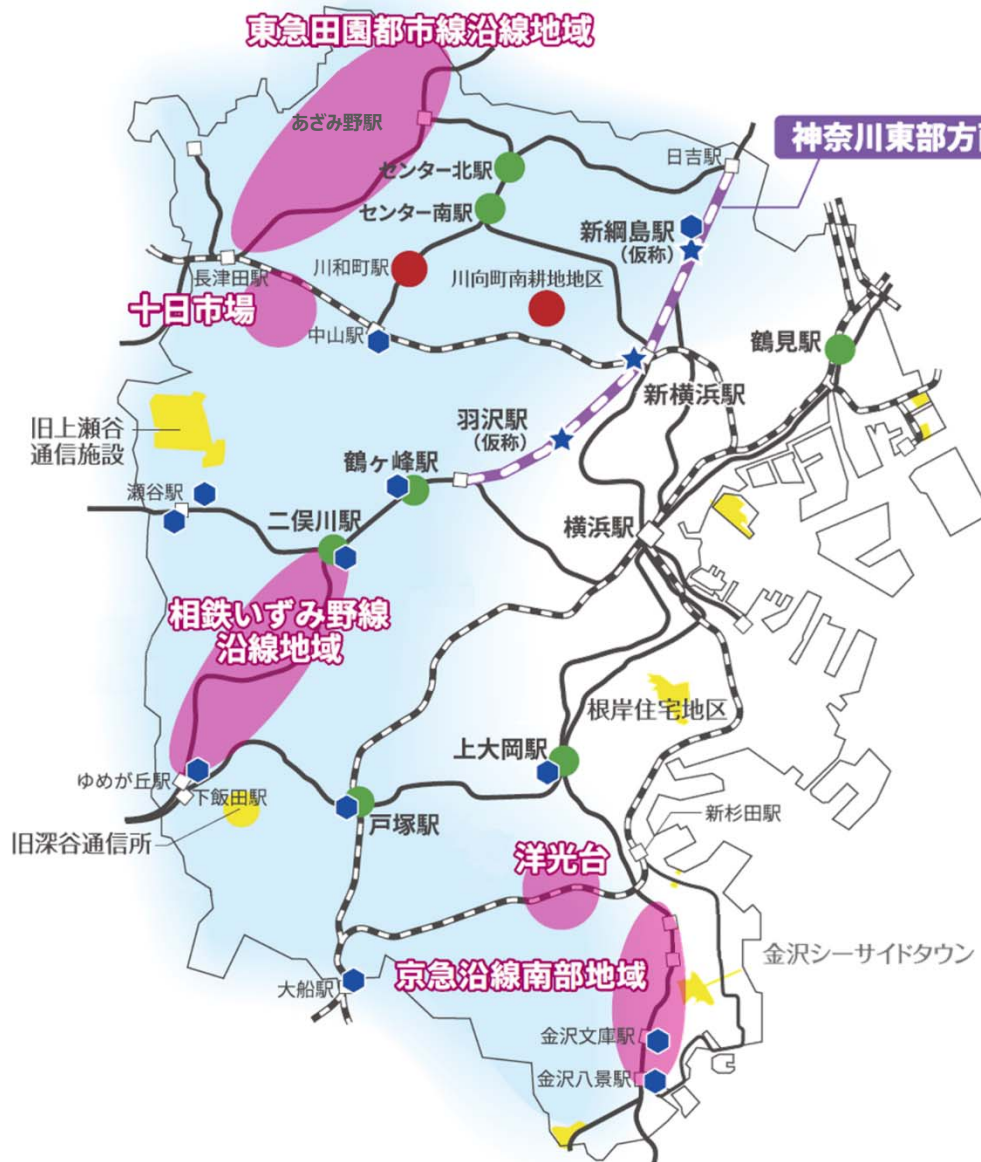 東急田園都市線沿線地域
あざみ野駅
神奈川東部方
日吉駅
センター北駅
センター南駅
新綱島駅
(仮称)
川和町駅
川向町南耕地地区
長津田駅
十日市場
中山駅
鶴見駅
新横浜駅
旧上瀬谷
通信施設
羽沢駅
(仮称)
鶴ヶ峰駅
瀬谷駅
二俣川駅
横浜駅
相鉄いずみ野線
沿線地域
根岸住宅地区
上大岡駅
ゆめが丘駅
下飯田駅
戸塚駅
新杉田駅
旧深谷通信所
洋光台
大船駅
京急沿線南部地域
金沢シーサイドタウン
金沢文庫駅
金沢八景駅